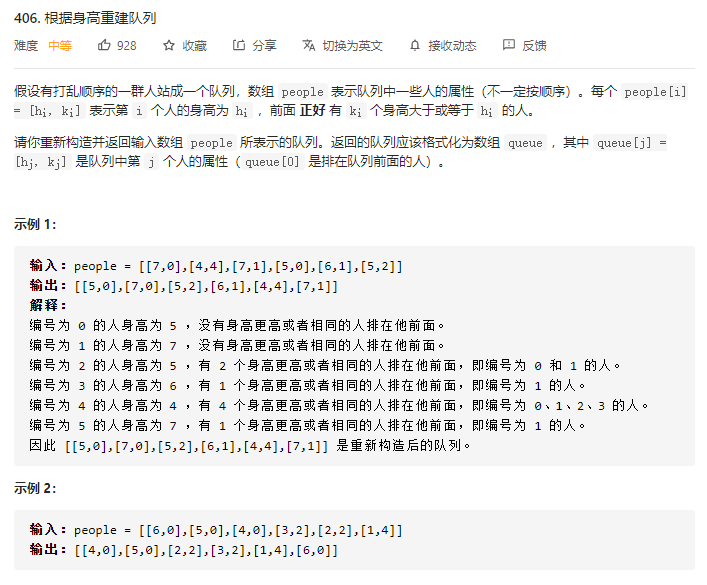 406. 根据身高重建队列
难度 中等 928 收藏 分享 切换为英文 接收动态 反馈
假设有打乱顺序的一群人站成一个队列，数组 people 表示队列中一些人的属性（不一定按顺序）。每个 people[i]
= [hi, ki] 表示第 i 个人的身高为 hi ，前面 正好 有 ki 个身高大于或等于 hi 的人。
请你重新构造并返回输入数组 people 所表示的队列。返回的队列应该格式化为数组 queue ，其中 queue[j] =
[hj, kj] 是队列中第 j 个人的属性（queue[0] 是排在队列前面的人）。
示例 1：
输入：people = [[7,0],[4,4],[7,1],[5,0],[6,1],[5,2]]
输出：[[5,0],[7,0],[5,2],[6,1],[4,4],[7,1]]
解释：
编号为 0 的人身高为 5 ，没有身高更高或者相同的人排在他前面。
编号为 1 的人身高为 7 ，没有身高更高或者相同的人排在他前面。
编号为 2 的人身高为 5 ，有 2 个身高更高或者相同的人排在他前面，即编号为 0 和 1 的人。
编号为 3 的人身高为 6 ，有 1 个身高更高或者相同的人排在他前面，即编号为 1 的人。
编号为 4 的人身高为 4 ，有 4 个身高更高或者相同的人排在他前面，即编号为 0、1、2、3 的人。
编号为 5 的人身高为 7 ，有 1 个身高更高或者相同的人排在他前面，即编号为 1 的人。
因此 [[5,0],[7,0],[5,2],[6,1],[4,4],[7,1]] 是重新构造后的队列。
示例 2：
输入：people = [[6,0],[5,0],[4,0],[3,2],[2,2],[1,4]]
输出：[[4,0],[5,0],[2,2],[3,2],[1,4],[6,0]]